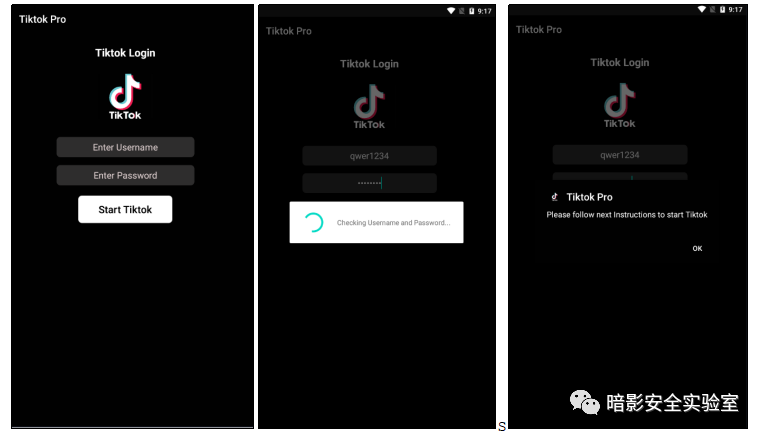 Tiktok Pro
Tiktok Login
TikTok
Enter Username
Enter Password
Start Tiktok
9:17
Tiktok Pro
Tiktok Login
TikTok
qwer1234
••••••••
Checking Username and Password...
9:17
Tiktok Pro
Tiktok Login
TikTok
qwer1234
Tiktok Pro
Please follow next Instructions to start Tiktok
OK
暗影安全实验室
S